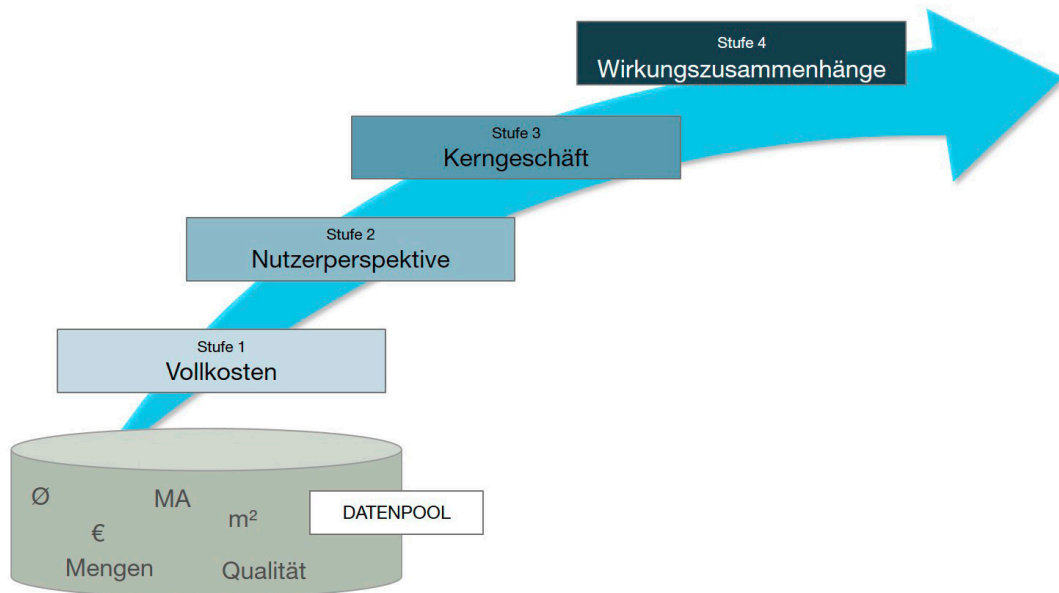 Stufe 4
Wirkungszusammenhänge
Stufe 3
Kerngeschäft
Stufe 2
Nutzerperspektive
Stufe 1
Vollkosten
Ø
MA
€
m²
DATENPOOL
Mengen
Qualität